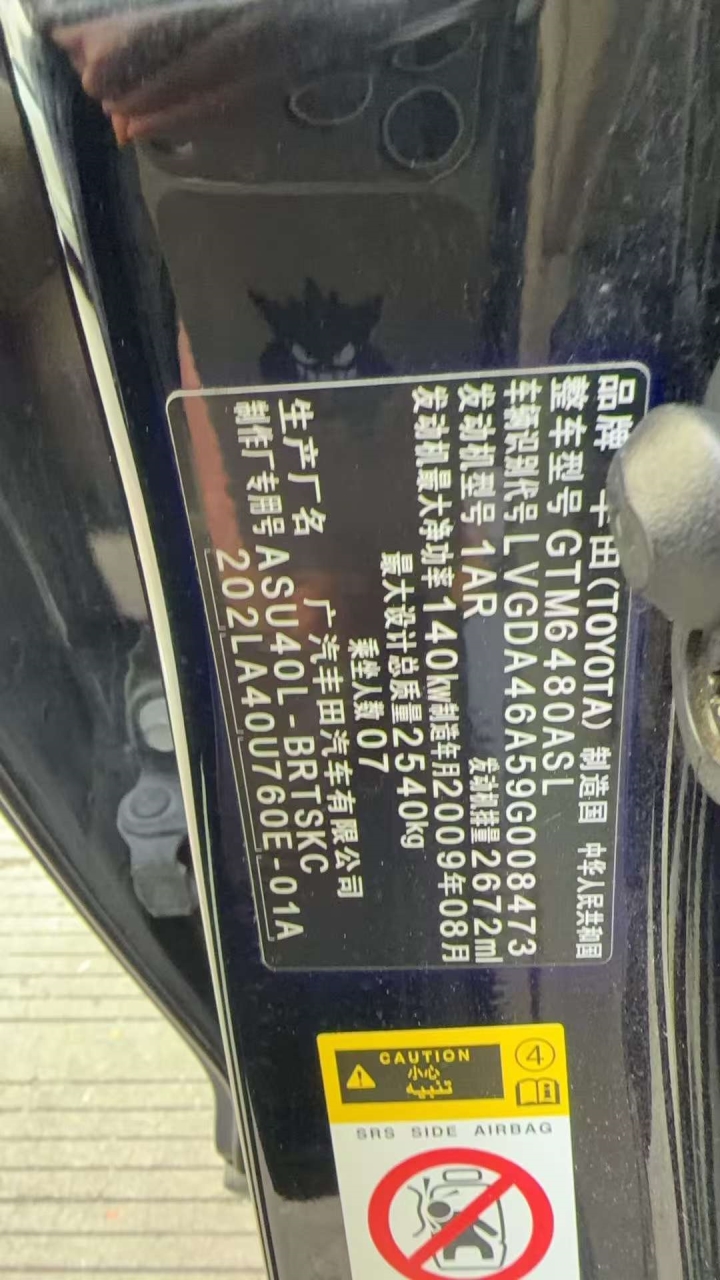 品牌 丰田(TOYOTA) 制造国 中华人民共和国
整车型号 GTM6480ASL
车辆识别代号 LVGDA46A59G008473
发动机型号 1AR 发动机排量 2672ml
发动机最大净功率 140kw 制造年月 2009年08月
最大设计总质量 2540kg
乘坐人数 07
生产厂名 广汽丰田汽车有限公司
制作厂专用号 ASU40L-BRTSKC
202LA40U760E-01A
4
CAUTION
小心
تنبيه
SRS SIDE AIRBAG